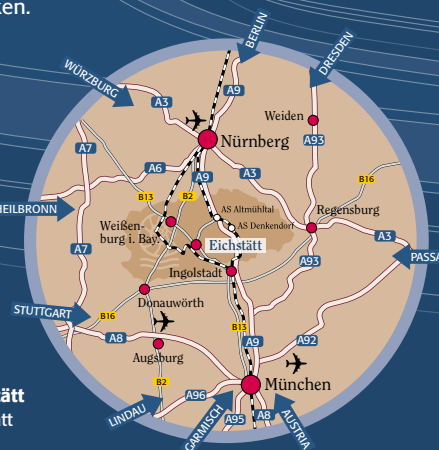 ken.
BERLIN
DRESDEN
WÜRZBURG
A9
A3
Weiden
A7
Nürnberg
A93
A6
A9
A3
B13
B2
B16
HEILBRONN
AS Altmühltal
Regensburg
Weißen-
burg i. Bay.
AS Denkendorf
A3
Eichstätt
A7
PASSA
Ingolstadt
A93
Donauwörth
STUTTGART
B16
B13
A8
A9
A92
Augsburg
B2
München
tätt
A96
tt
LINDAU
GARMISCH
A95
A8
AUSTRIA